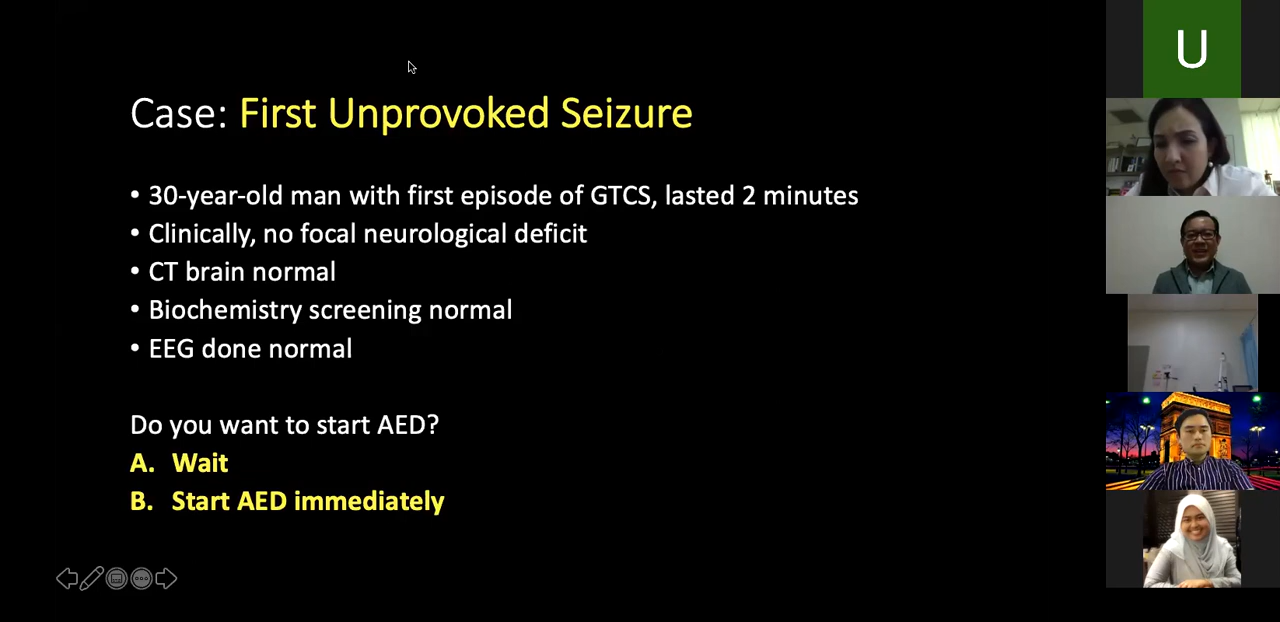 Case: First Unprovoked Seizure
• 30-year-old man with first episode of GTCS, lasted 2 minutes
• Clinically, no focal neurological deficit
• CT brain normal
• Biochemistry screening normal
• EEG done normal
Do you want to start AED?
A. Wait
B. Start AED immediately
U